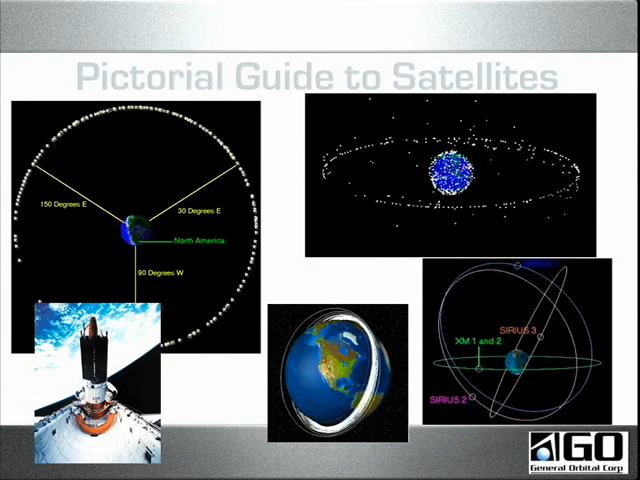 Pictorial Guide to Satellites
150 Degrees E
30 Degrees E
North America
90 Degrees W
SIRIUS 3
XM 1 and 2
SIRIUS 2
AGO
General Orbital Corp